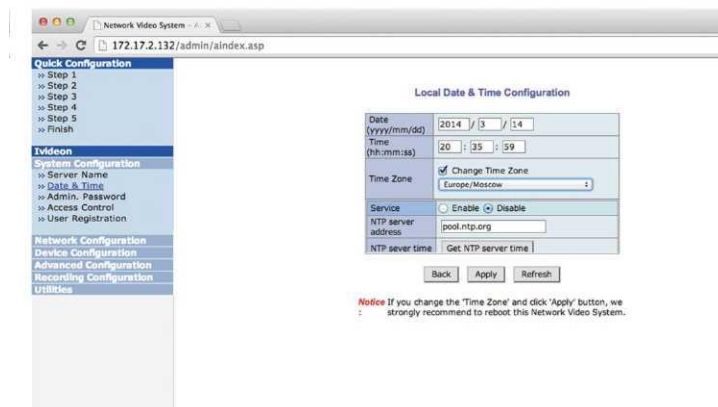 Network Video System - A
172.17.2.132/admin/aindex.asp
Quick Configuration
» Step 1
» Step 2
» Step 3
» Step 4
» Step 5
» Finish
Ivideon
System Configuration
» Server Name
» Date & Time
» Admin. Password
» Access Control
» User Registration
Network Configuration
Device Configuration
Advanced Configuration
Recording Configuration
Utilities
Local Date & Time Configuration
Date (yyyy/mm/dd) 2014 / 3 / 14
Time (hh:mm:ss) 20 : 35 : 59
Time Zone Change Time Zone
Europe/Moscow
Service Enable Disable
NTP server address pool.ntp.org
NTP sever time Get NTP server time
Back Apply Refresh
Notice : If you change the 'Time Zone' and click 'Apply' button, we
strongly recommend to reboot this Network Video System.